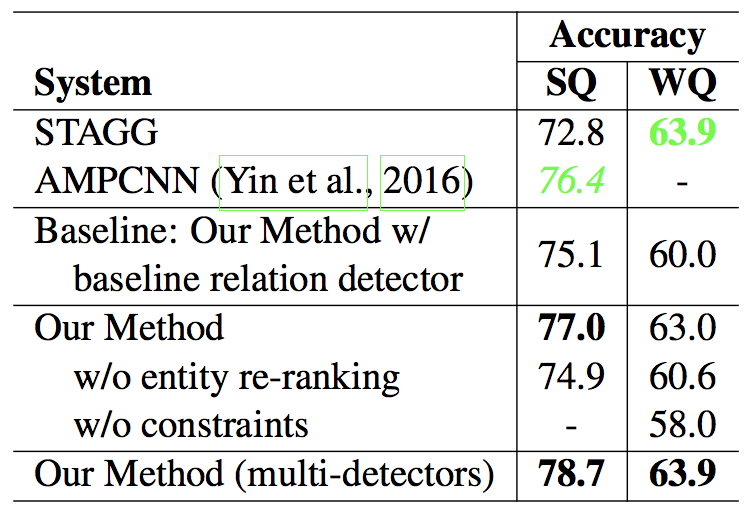 Accuracy
System SQ WQ
STAGG 72.8 63.9
AMPCNN (Yin et al., 2016) 76.4 -
Baseline: Our Method w/
baseline relation detector 75.1 60.0
Our Method 77.0 63.0
w/o entity re-ranking 74.9 60.6
w/o constraints - 58.0
Our Method (multi-detectors) 78.7 63.9